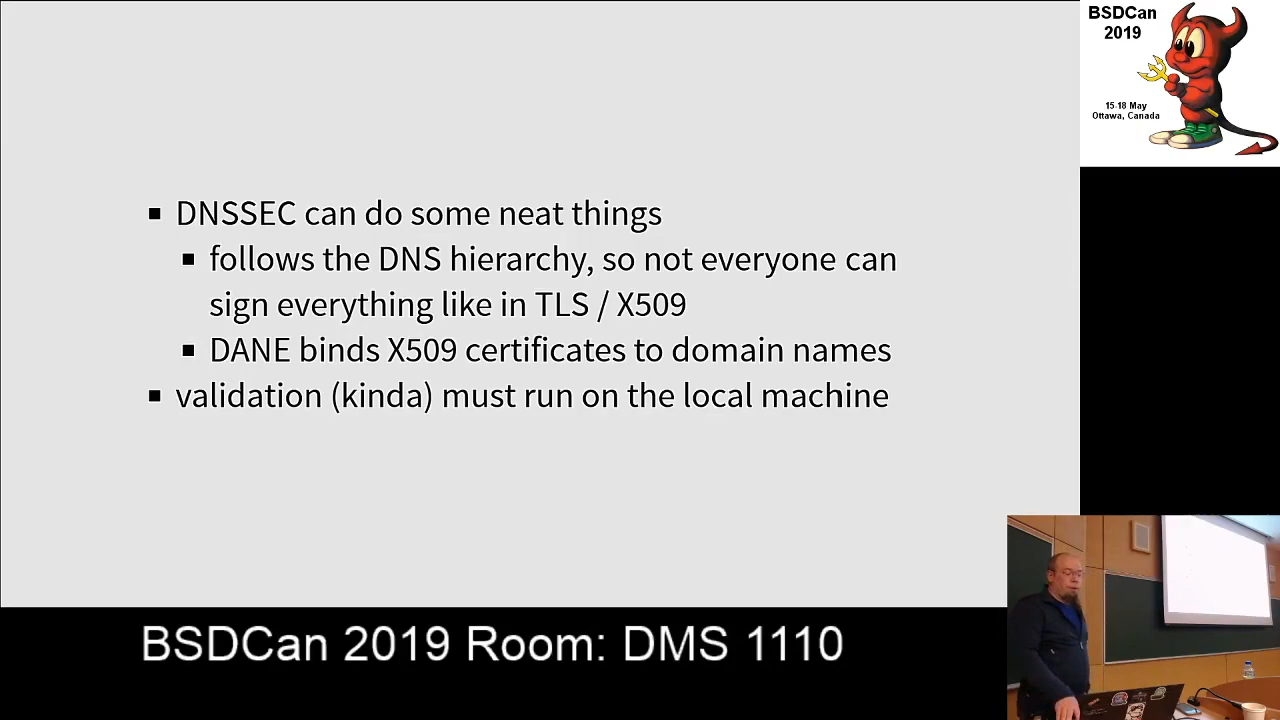 DNSSEC can do some neat things
follows the DNS hierarchy, so not everyone can
sign everything like in TLS / X509
DANE binds X509 certificates to domain names
validation (kinda) must run on the local machine
BSDCan
2019
15-18 May
Ottawa, Canada
BSDCan 2019 Room: DMS 1110